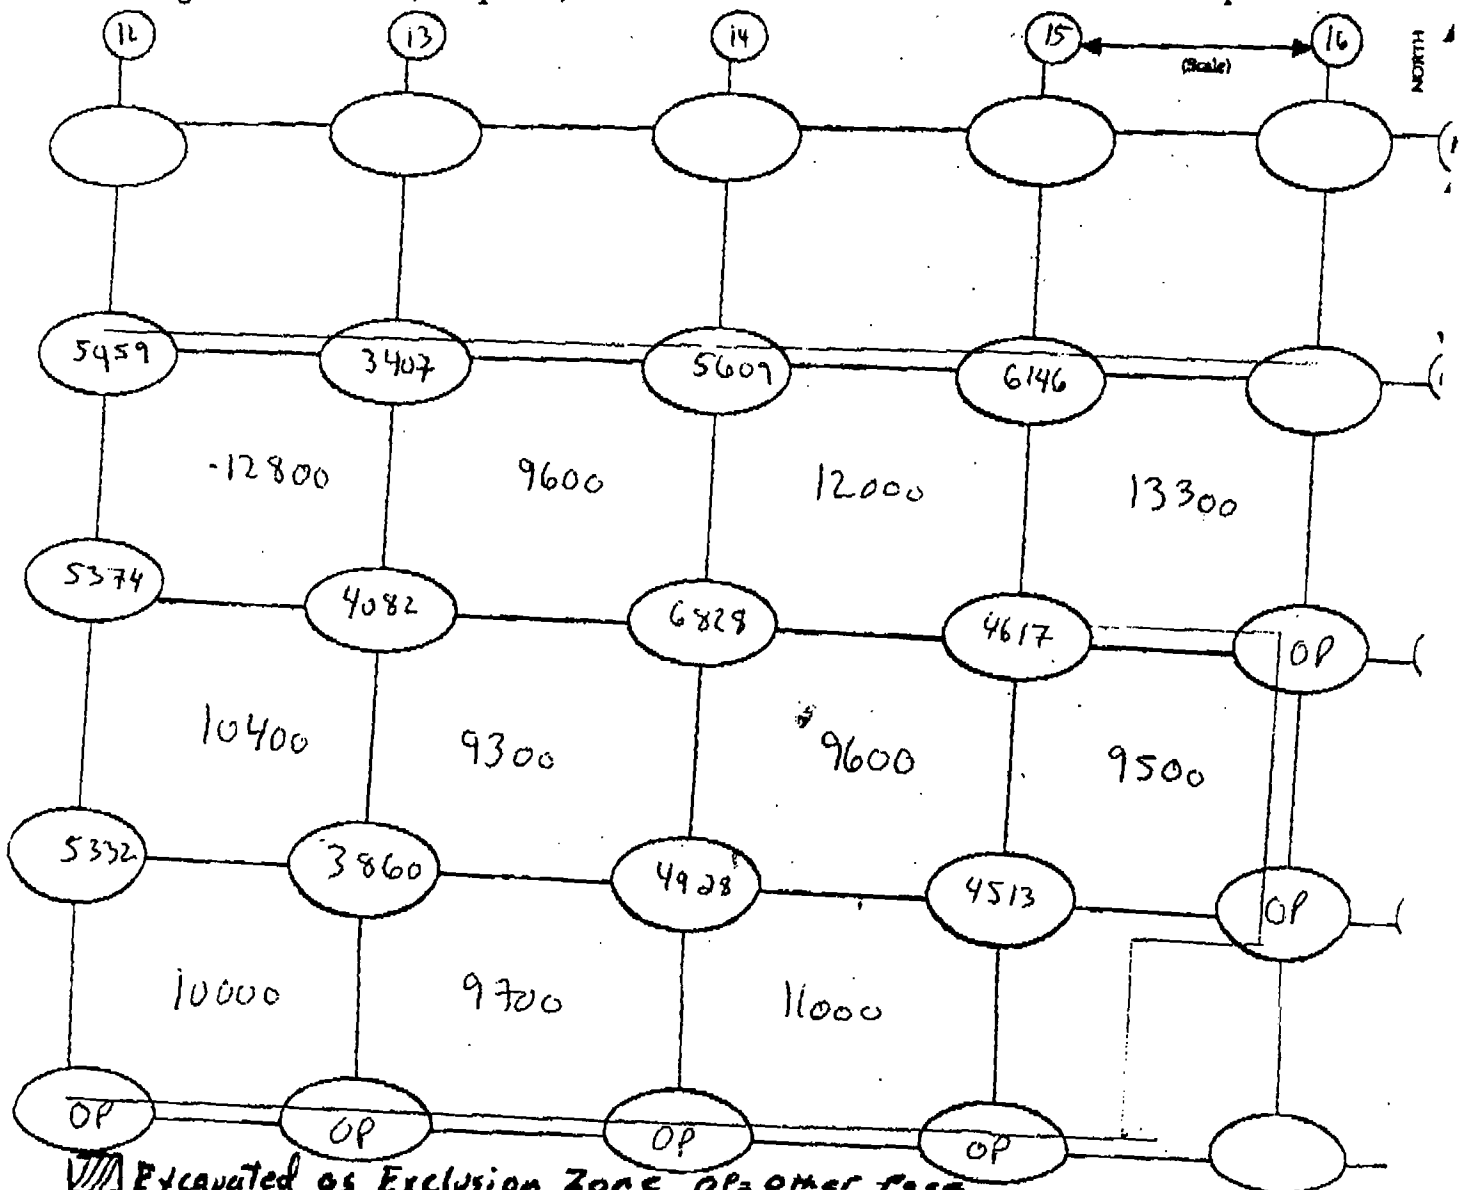 12 13 14 15 16
(Scale)
NORTH
5959 3407 5609 6146
-12800 9600 12000 13300
5374 4082 6828 4617 OP
10400 9300 9600 9500
5332 3860 4928 4513 OP
10000 9700 11000
OP OP OP OP
Excavated as Exclusion Zone OP= Other Page